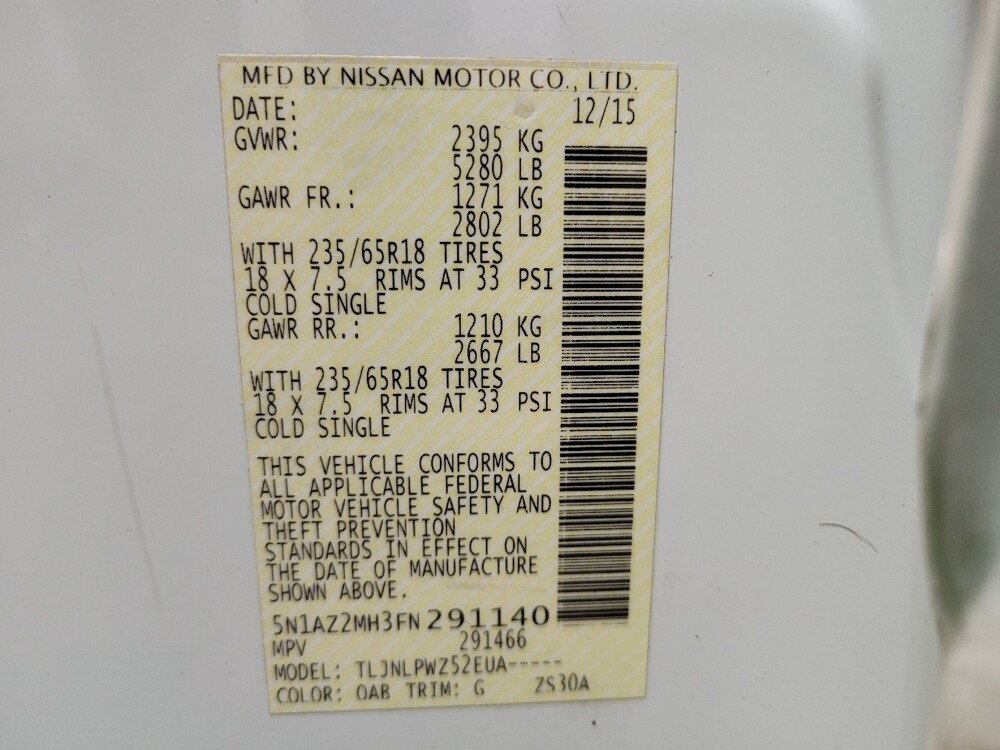 MFD BY NISSAN MOTOR CO., LTD.
DATE: 12/15
GVWR: 2395 KG
5280 LB
GAWR FR.: 1271 KG
2802 LB
WITH 235/65R18 TIRES
18 X 7.5 RIMS AT 33 PSI
COLD SINGLE
GAWR RR.: 1210 KG
2667 LB
WITH 235/65R18 TIRES
18 X 7.5 RIMS AT 33 PSI
COLD SINGLE
THIS VEHICLE CONFORMS TO
ALL APPLICABLE FEDERAL
MOTOR VEHICLE SAFETY AND
THEFT PREVENTION
STANDARDS IN EFFECT ON
THE DATE OF MANUFACTURE
SHOWN ABOVE.
5N1AZ2MH3FN291140
MPV 291466
MODEL: TLJNLPWZ52EUA-----
COLOR: QAB TRIM: G ZS30A